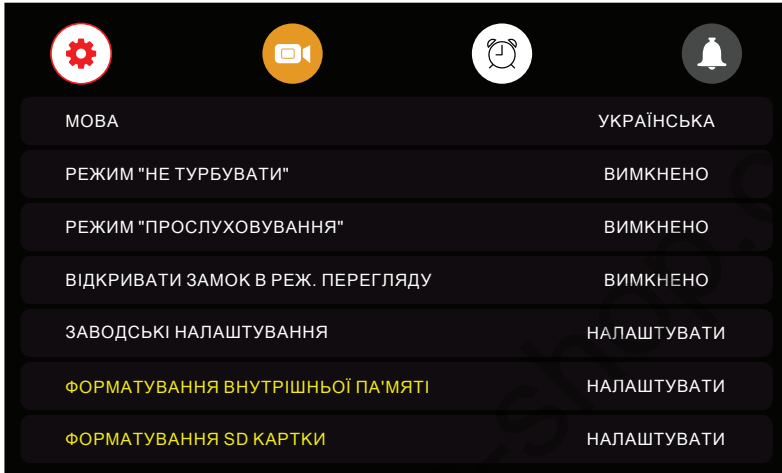 МОВА УКРАЇНСЬКА
РЕЖИМ "НЕ ТУРБУВАТИ" ВИМКНЕНО
РЕЖИМ "ПРОСЛУХОВУВАННЯ" ВИМКНЕНО
ВІДКРИВАТИ ЗАМОК В РЕЖ. ПЕРЕГЛЯДУ ВИМКНЕНО
ЗАВОДСЬКІ НАЛАШТУВАННЯ НАЛАШТУВАТИ
ФОРМАТУВАННЯ ВНУТРІШНЬОЇ ПА'МЯТІ НАЛАШТУВАТИ
ФОРМАТУВАННЯ SD КАРТКИ НАЛАШТУВАТИ